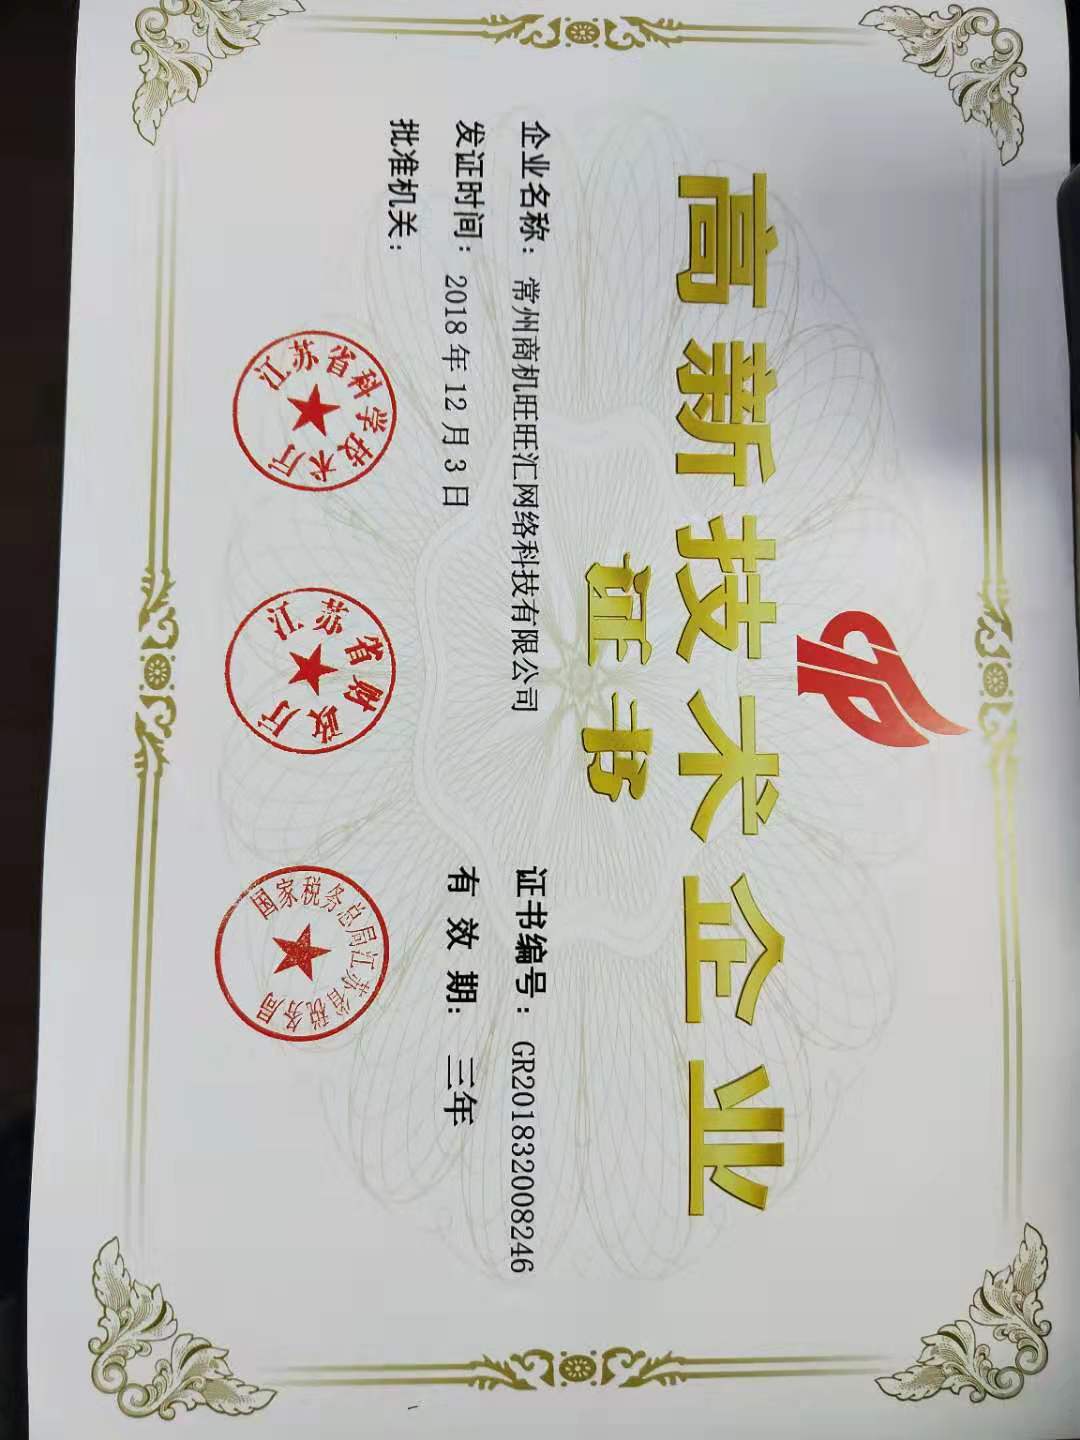 高新技术企业
证书
企业名称：常州商机旺旺汇网络科技有限公司
证书编号：GR201832008246
发证时间：2018年12月3日
有效期：三年
批准机关：
江苏省科学技术厅
江苏省财政厅
国家税务总局江苏省税务局